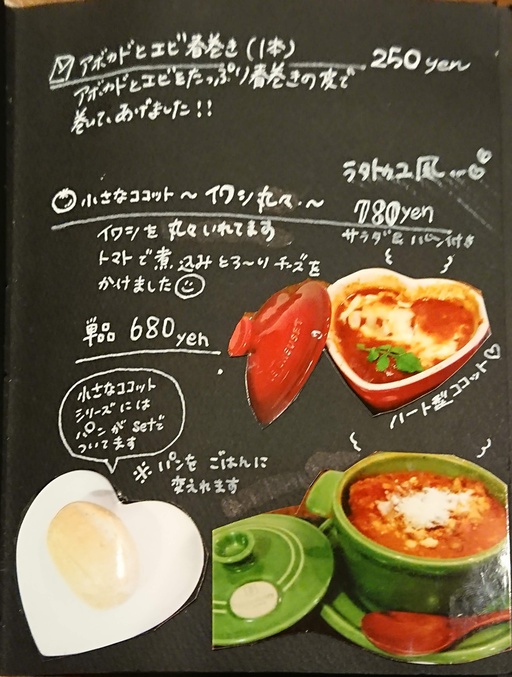 アボカドとエビ春巻き(1本)
250yen
アボカドとエビをたっぷり春巻きの皮で
巻いて、あげました!!
ラタトゥユ風
小さなココット～イワシ丸々～
780yen
サラダ&パン付き
イワシを丸々いれてます
トマトで煮込みとろ～りチーズを
かけました
単品 680yen
LE CREUSET
ハート型ココット♡
小さなココット
シリーズには
パンがsetで
ついてます
※パンをごはんに
変えれます